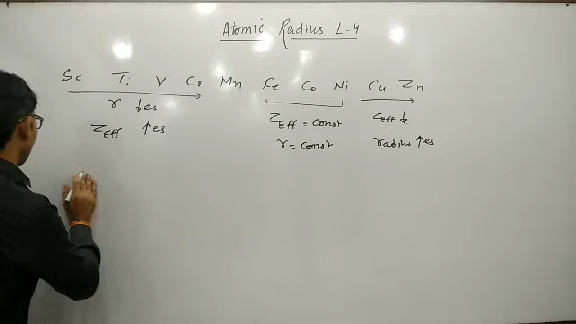 Atomic Radius L-4
Sc Ti V Cr Mn Fe Co Ni Cu Zn
r ↓es
Zeff ↑es
ZEff = const
r = const
Zeff ↓
radius ↑es